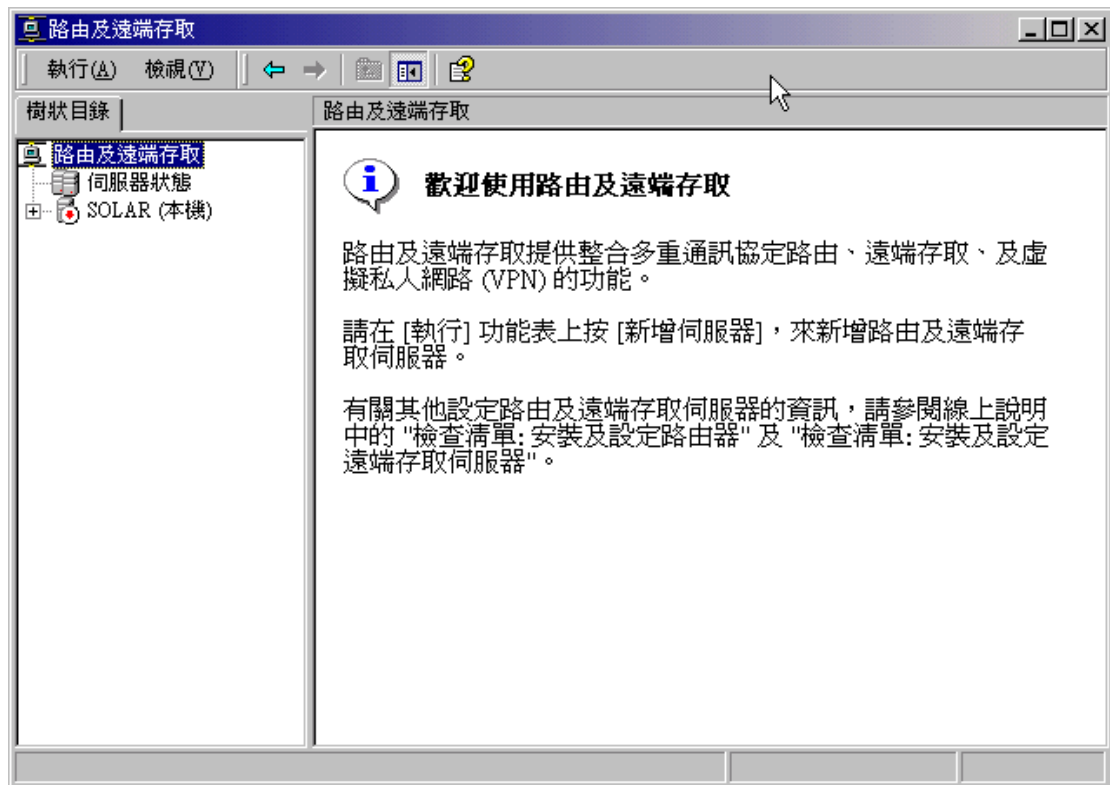 路由及遠端存取
執行(A) 檢視(V)
樹狀目錄
路由及遠端存取
路由及遠端存取
伺服器狀態
SOLAR (本機)
歡迎使用路由及遠端存取
路由及遠端存取提供整合多重通訊協定路由、遠端存取、及虛
擬私人網路 (VPN) 的功能。
請在 [執行] 功能表上按 [新增伺服器]，來新增路由及遠端存
取伺服器。
有關其他設定路由及遠端存取伺服器的資訊，請參閱線上說明
中的 "檢查清單: 安裝及設定路由器" 及 "檢查清單: 安裝及設定
遠端存取伺服器"。